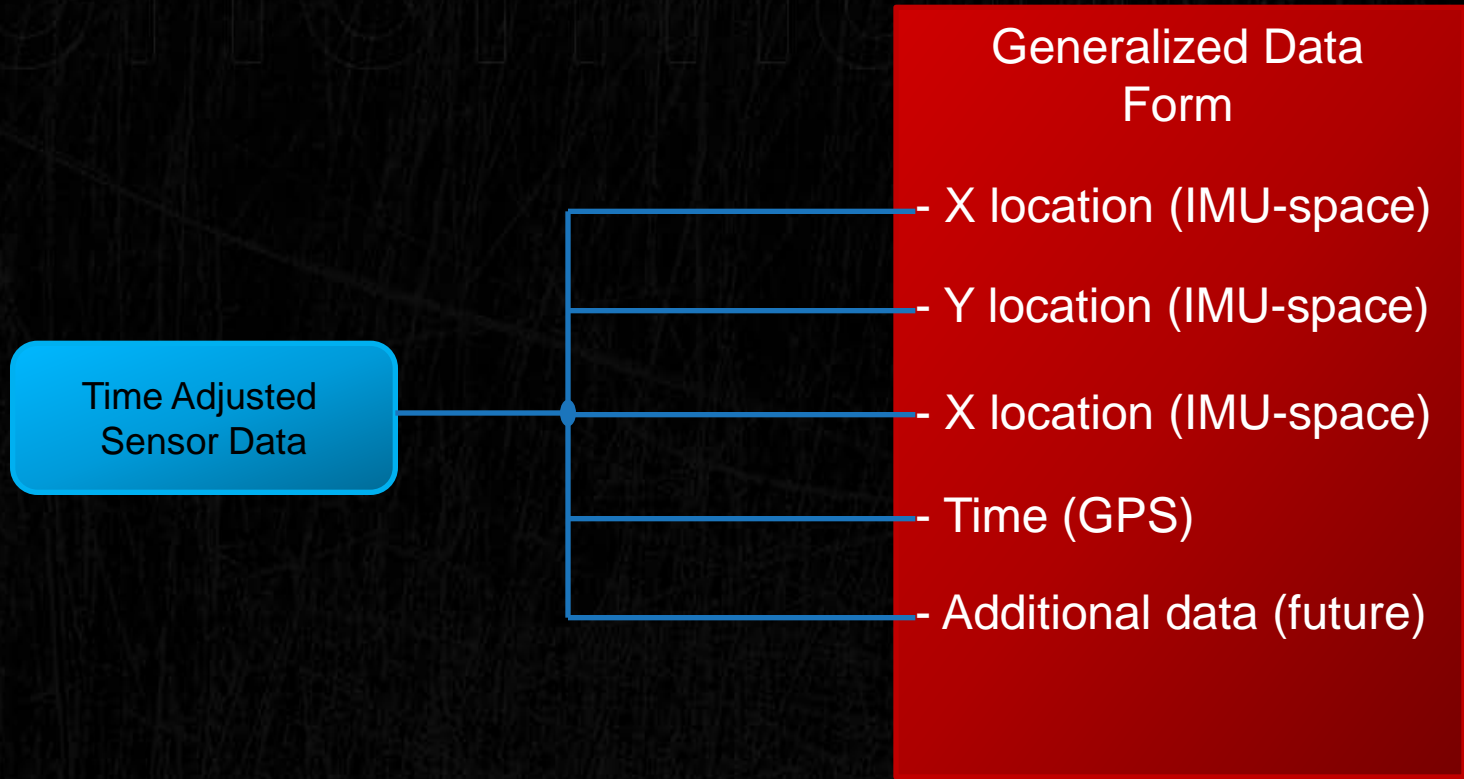 Generalized Data
Form
- X location (IMU-space)
- Y location (IMU-space)
- X location (IMU-space)
Time Adjusted
Sensor Data
- Time (GPS)
- Additional data (future)